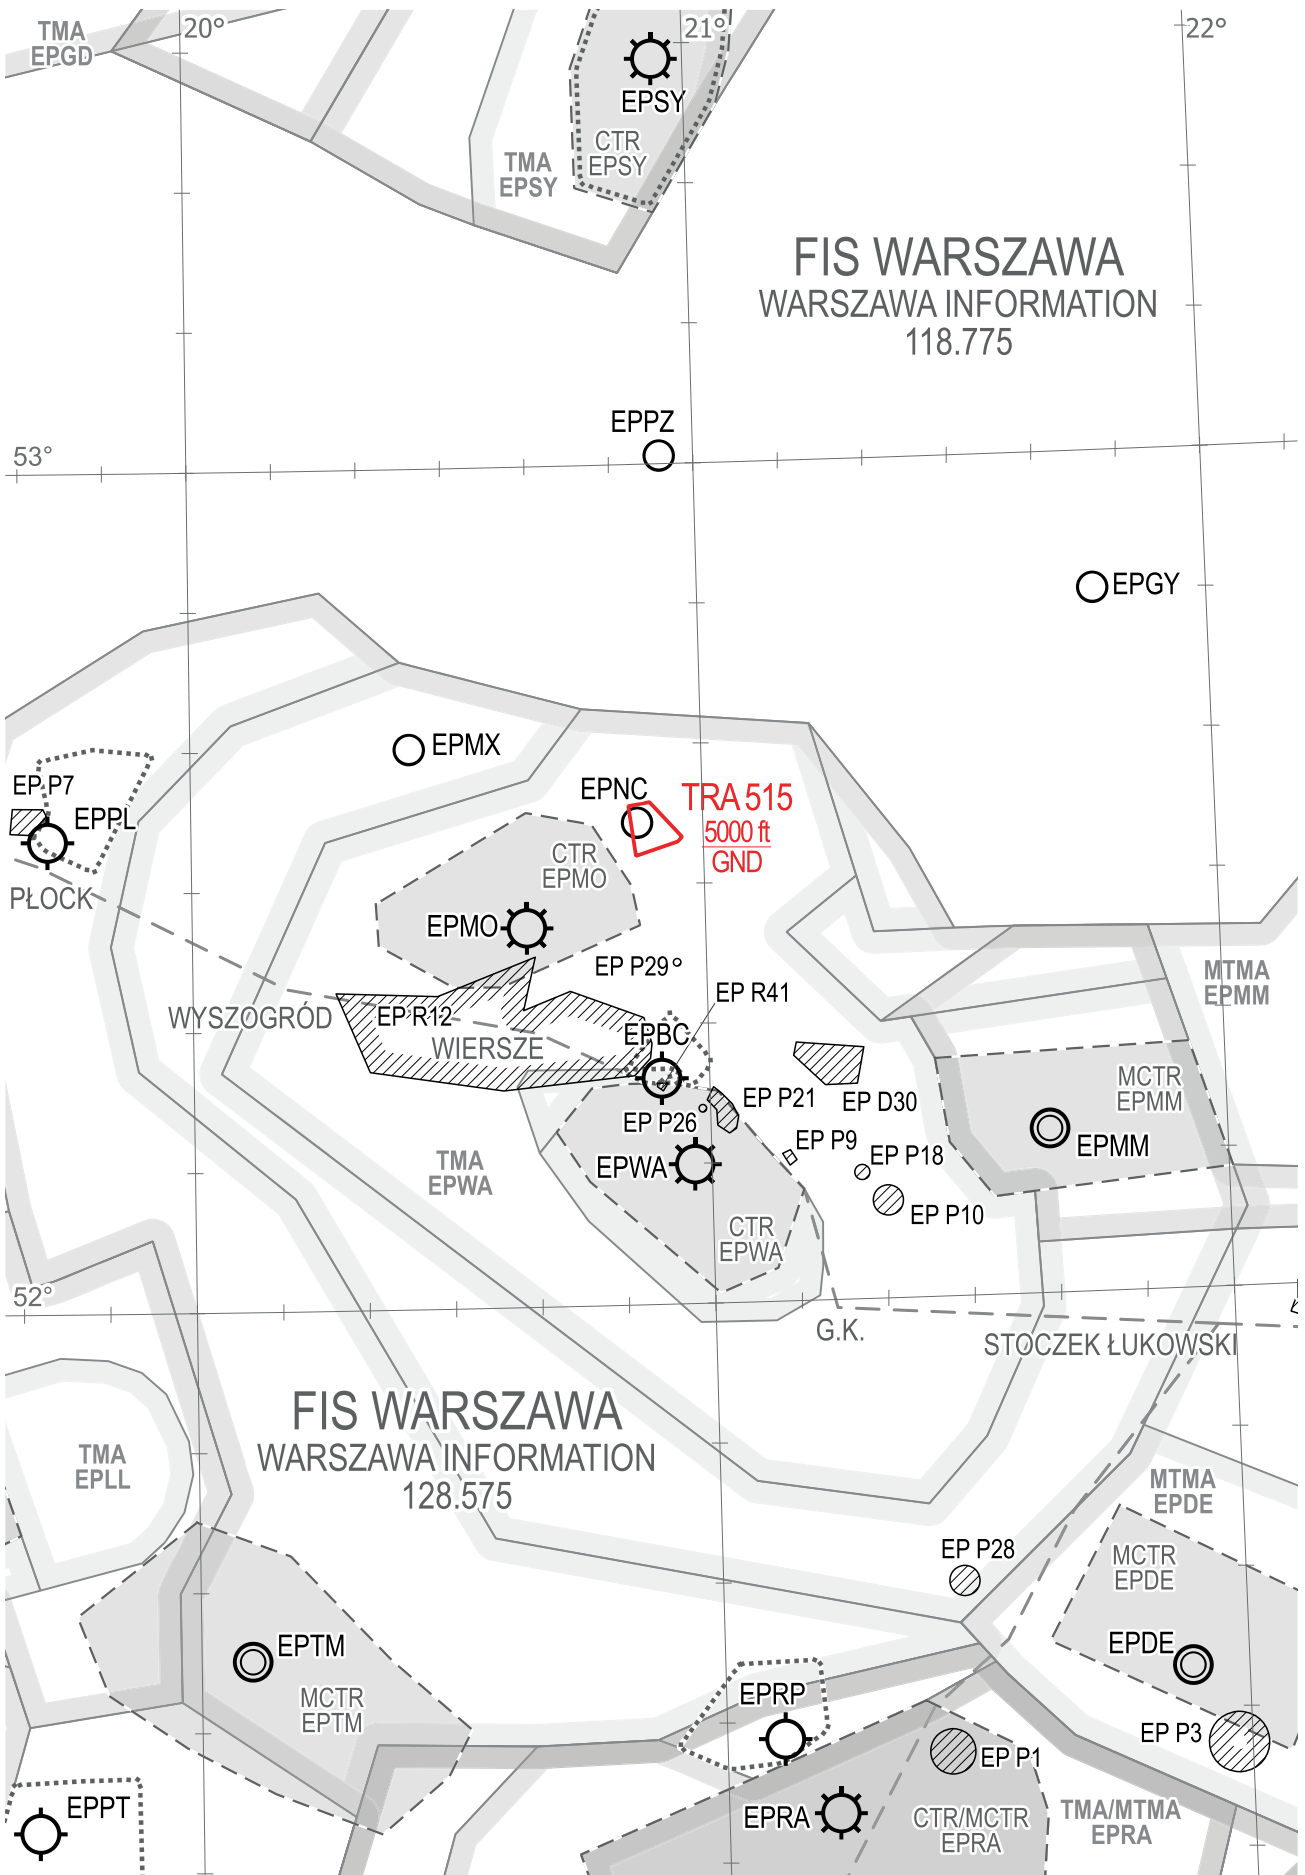 TMA
EPGD
20°
21°
22°
EPSY
CTR
EPSY
TMA
EPSY
FIS WARSZAWA
WARSZAWA INFORMATION
118.775
EPPZ
53°
EPGY
EPMX
EPNC
TRA 515
5000 ft
GND
EP P7
EPPL
PŁOCK
CTR
EPMO
EPMO
EP P29
EP R41
MTMA
EPMM
WYSZOGRÓD
EP R12
WIERSZE
EPBC
MCTR
EPMM
EP P21
EP D30
EP P26
EPMM
EP P9
EP P18
EPWA
TMA
EPWA
EP P10
CTR
EPWA
52°
G.K.
STOCZEK ŁUKOWSKI
FIS WARSZAWA
WARSZAWA INFORMATION
128.575
TMA
EPLL
MTMA
EPDE
EP P28
MCTR
EPDE
EPTM
EPDE
MCTR
EPTM
EPRP
EP P3
EP P1
EPPT
EPRA
CTR/MCTR
EPRA
TMA/MTMA
EPRA